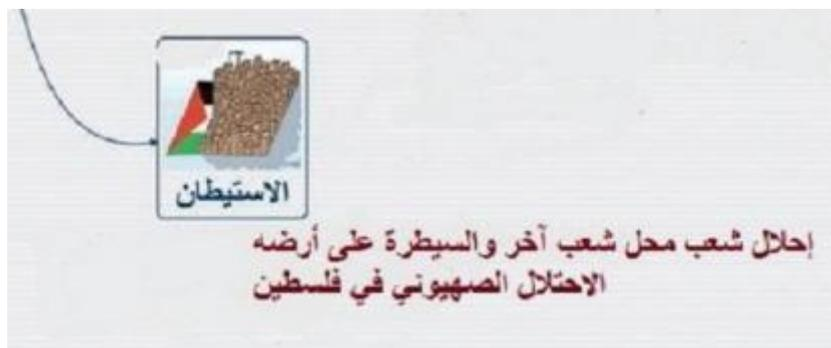 الاستيطان
إحلال شعب محل شعب آخر والسيطرة على أرضه
الاحتلال الصهيوني في فلسطين